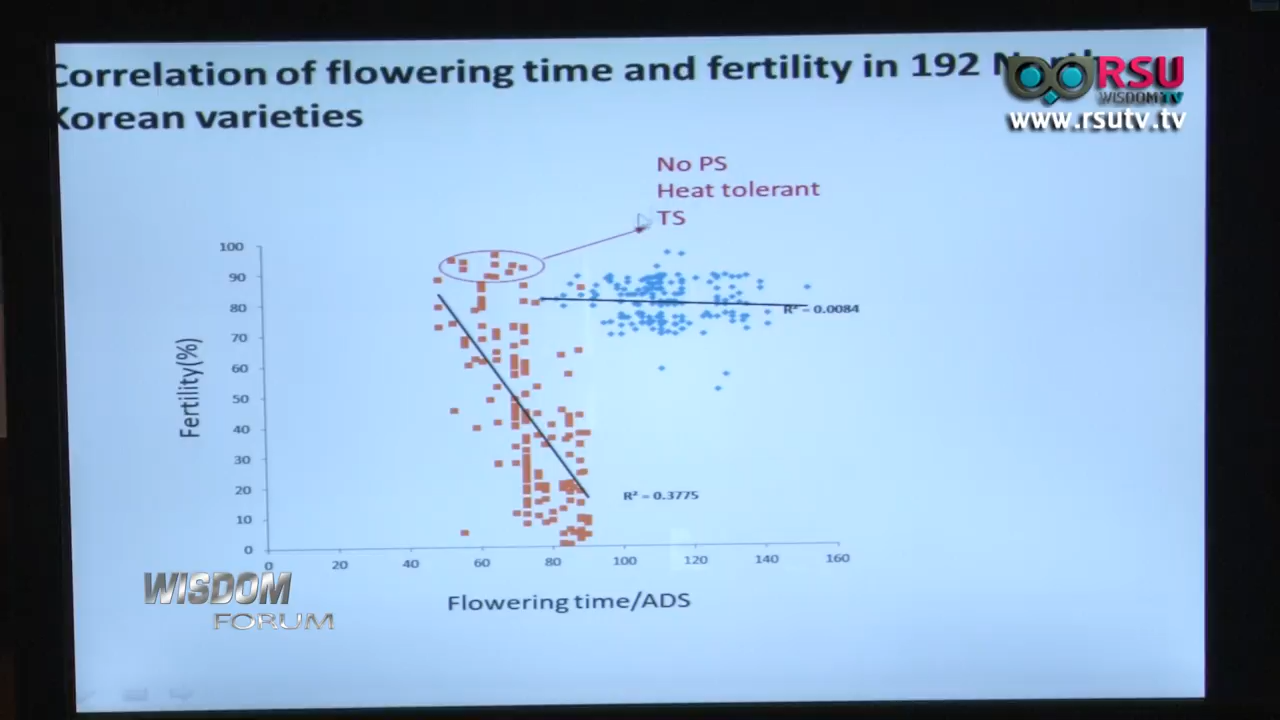 Correlation of flowering time and fertility in 192 North
Korean varieties
RSU
WISDOM TV
www.rsutv.tv
No PS
Heat tolerant
TS
100
90
80
70
60
50
40
30
20
10
0
Fertility(%)
R² = 0.0084
R² = 0.3775
0 20 40 60 80 100 120 140 160
Flowering time/ADS
WISDOM
FORUM